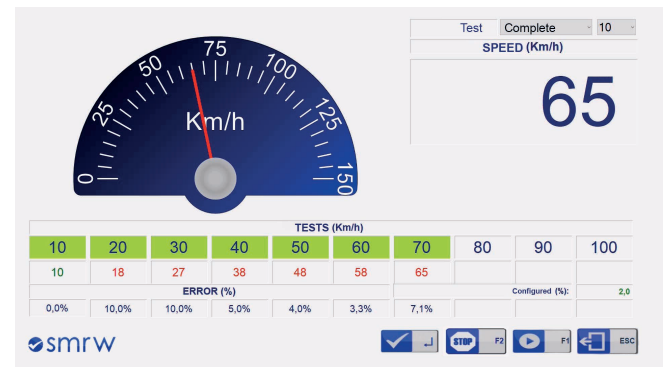 Test Complete 10
SPEED (Km/h)
65
0 25 50 75 100 125 150
Km/h
TESTS (Km/h)
10 20 30 40 50 60 70 80 90 100
10 18 27 38 48 58 65
ERROR (%) Configured (%): 2,0
0,0% 10,0% 10,0% 5,0% 4,0% 3,3% 7,1%
smrw STOP F2 F1 ESC